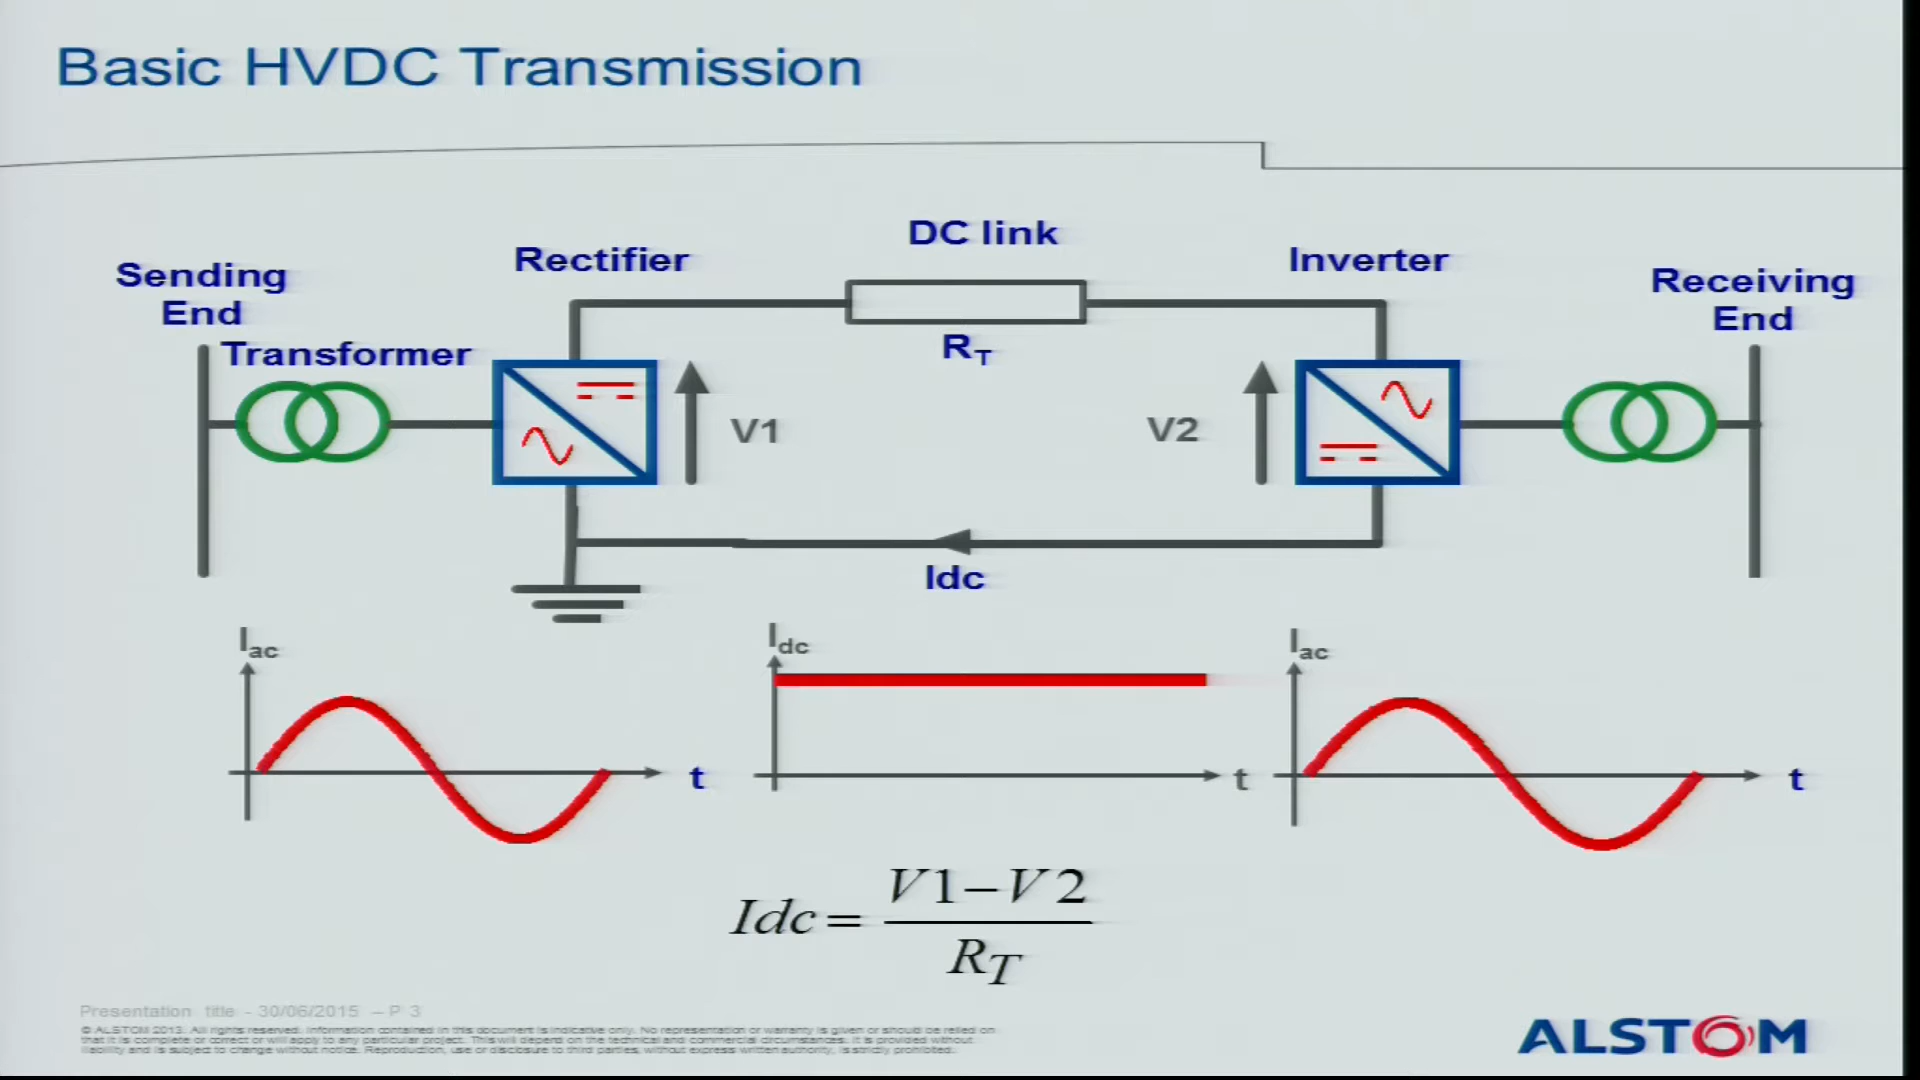 Basic HVDC Transmission
DC link
Rectifier
Inverter
Sending
End
Receiving
End
Transformer
R_T
V1
V2
Idc
I_ac
I_dc
I_ac
t
t
t
Idc = \frac{V1-V2}{R_T}
Presentation title - 30/06/2015 – P 3
© ALSTOM 2013. All rights reserved. Information contained in this document is indicative only. No representation or warranty is given or should be relied on
that it is complete or correct or will apply to any particular project. This will depend on the technical and commercial circumstances. It is provided without
liability and is subject to change without notice. Reproduction, use or disclosure to third parties, without express written authority, is strictly prohibited.
ALSTOM